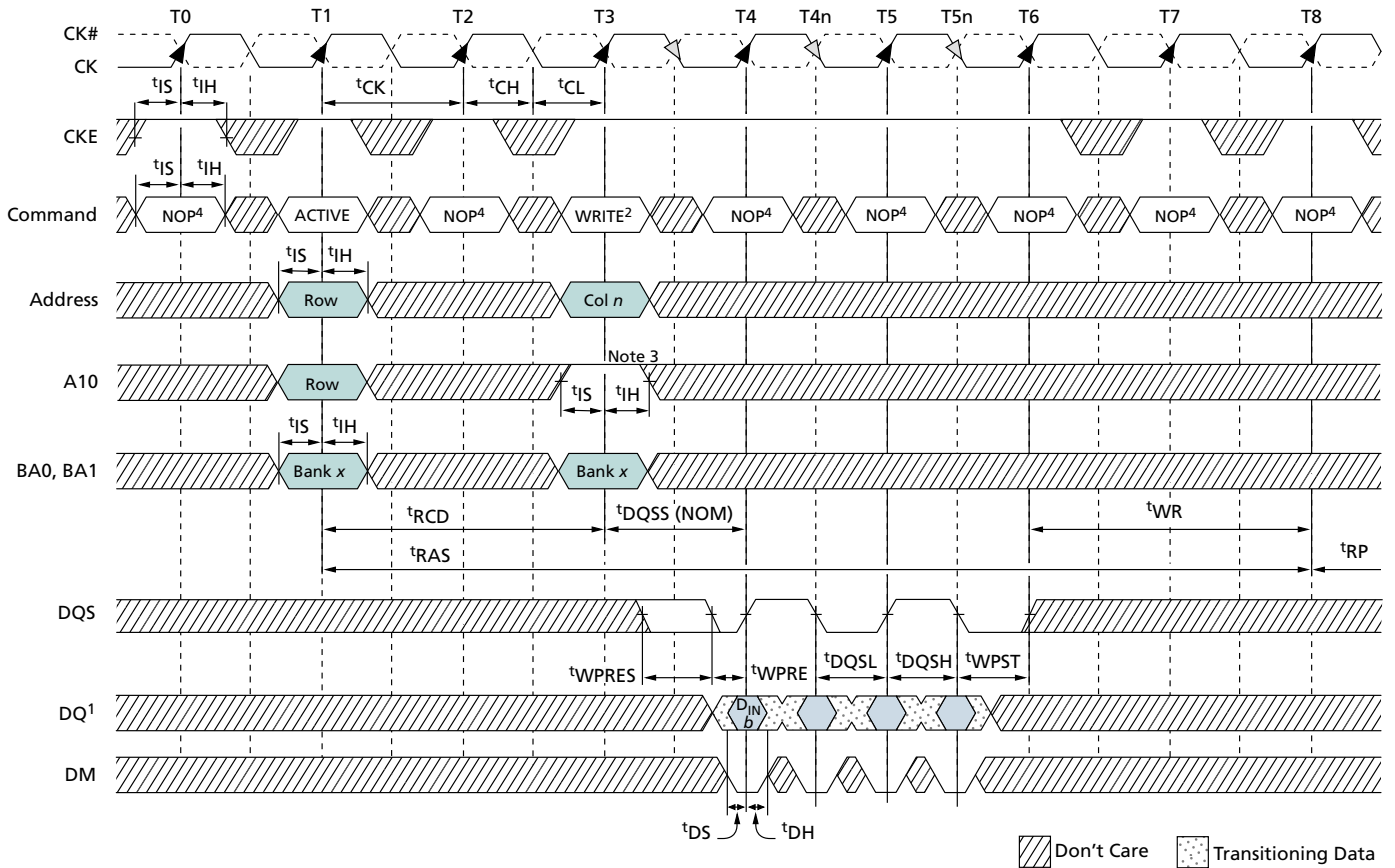 T0 T1 T2 T3 T4 T4n T5 T5n T6 T7 T8
CK#
CK
tIS tIH tCK tCH tCL
CKE
tIS tIH
Command NOP4 ACTIVE NOP4 WRITE2 NOP4 NOP4 NOP4 NOP4 NOP4
tIS tIH
Address Row Col n
Note 3
A10 Row
tIS tIH
tIS tIH
BA0, BA1 Bank x Bank x
tRCD tDQSS (NOM) tWR
tRAS tRP
DQS
tWPRES tWPRE tDQSL tDQSH tWPST
DQ1 DIN
b
DM
tDS tDH
Don't Care Transitioning Data